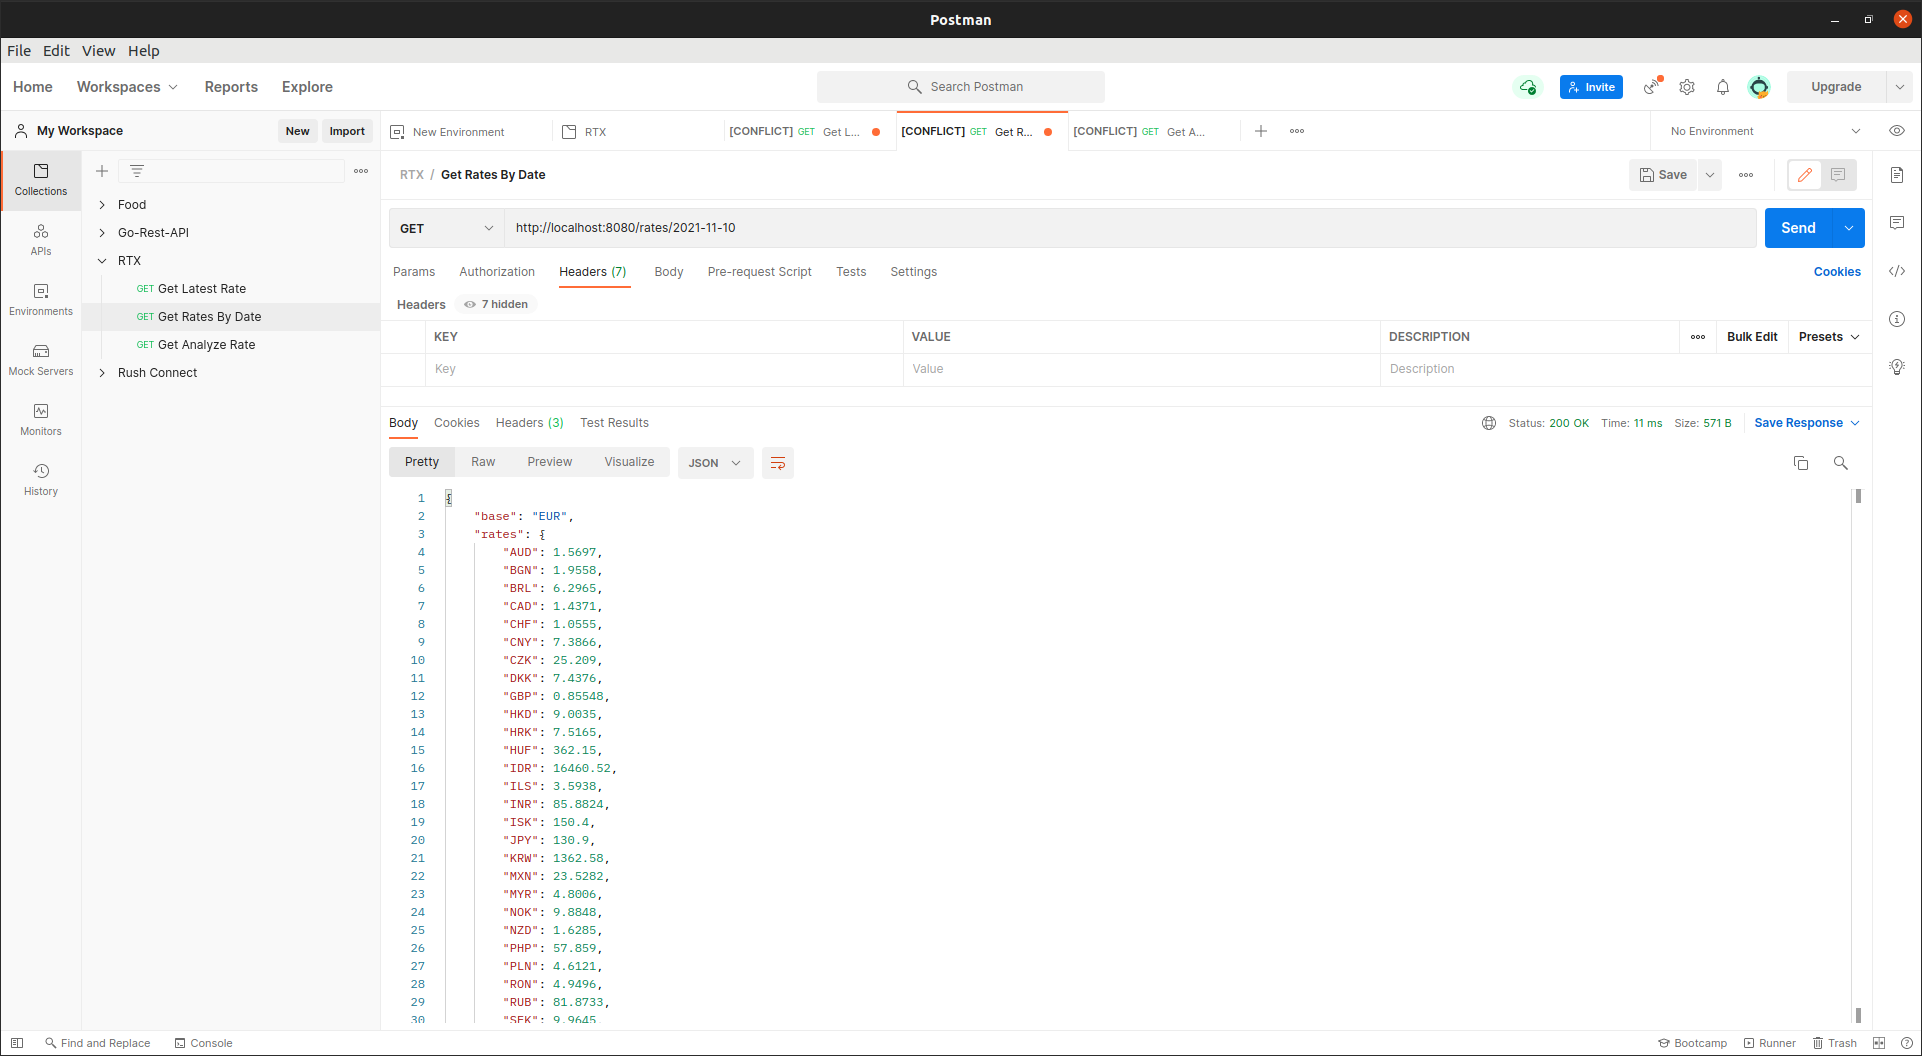 Postman
File Edit View Help
Home Workspaces Reports Explore Search Postman Invite Upgrade
My Workspace New Import New Environment RTX [CONFLICT] GET Get L... [CONFLICT] GET Get R... [CONFLICT] GET Get A... No Environment
Collections
APIs
Environments
Mock Servers
Monitors
History
Food
Go-Rest-API
RTX
GET Get Latest Rate
GET Get Rates By Date
GET Get Analyze Rate
Rush Connect
RTX / Get Rates By Date Save
GET http://localhost:8080/rates/2021-11-10 Send
Params Authorization Headers (7) Body Pre-request Script Tests Settings Cookies
Headers 7 hidden
KEY VALUE DESCRIPTION Bulk Edit Presets
Key Value Description
Body Cookies Headers (3) Test Results Status: 200 OK Time: 11 ms Size: 571 B Save Response
Pretty Raw Preview Visualize JSON
1 {
2 "base": "EUR",
3 "rates": {
4 "AUD": 1.5697,
5 "BGN": 1.9558,
6 "BRL": 6.2965,
7 "CAD": 1.4371,
8 "CHF": 1.0555,
9 "CNY": 7.3866,
10 "CZK": 25.209,
11 "DKK": 7.4376,
12 "GBP": 0.85548,
13 "HKD": 9.0035,
14 "HRK": 7.5165,
15 "HUF": 362.15,
16 "IDR": 16460.52,
17 "ILS": 3.5938,
18 "INR": 85.8824,
19 "ISK": 150.4,
20 "JPY": 130.9,
21 "KRW": 1362.58,
22 "MXN": 23.5282,
23 "MYR": 4.8006,
24 "NOK": 9.8848,
25 "NZD": 1.6285,
26 "PHP": 57.859,
27 "PLN": 4.6121,
28 "RON": 4.9496,
29 "RUB": 81.8733,
30 "SEK": 9.9645,
Find and Replace Console Bootcamp Runner Trash